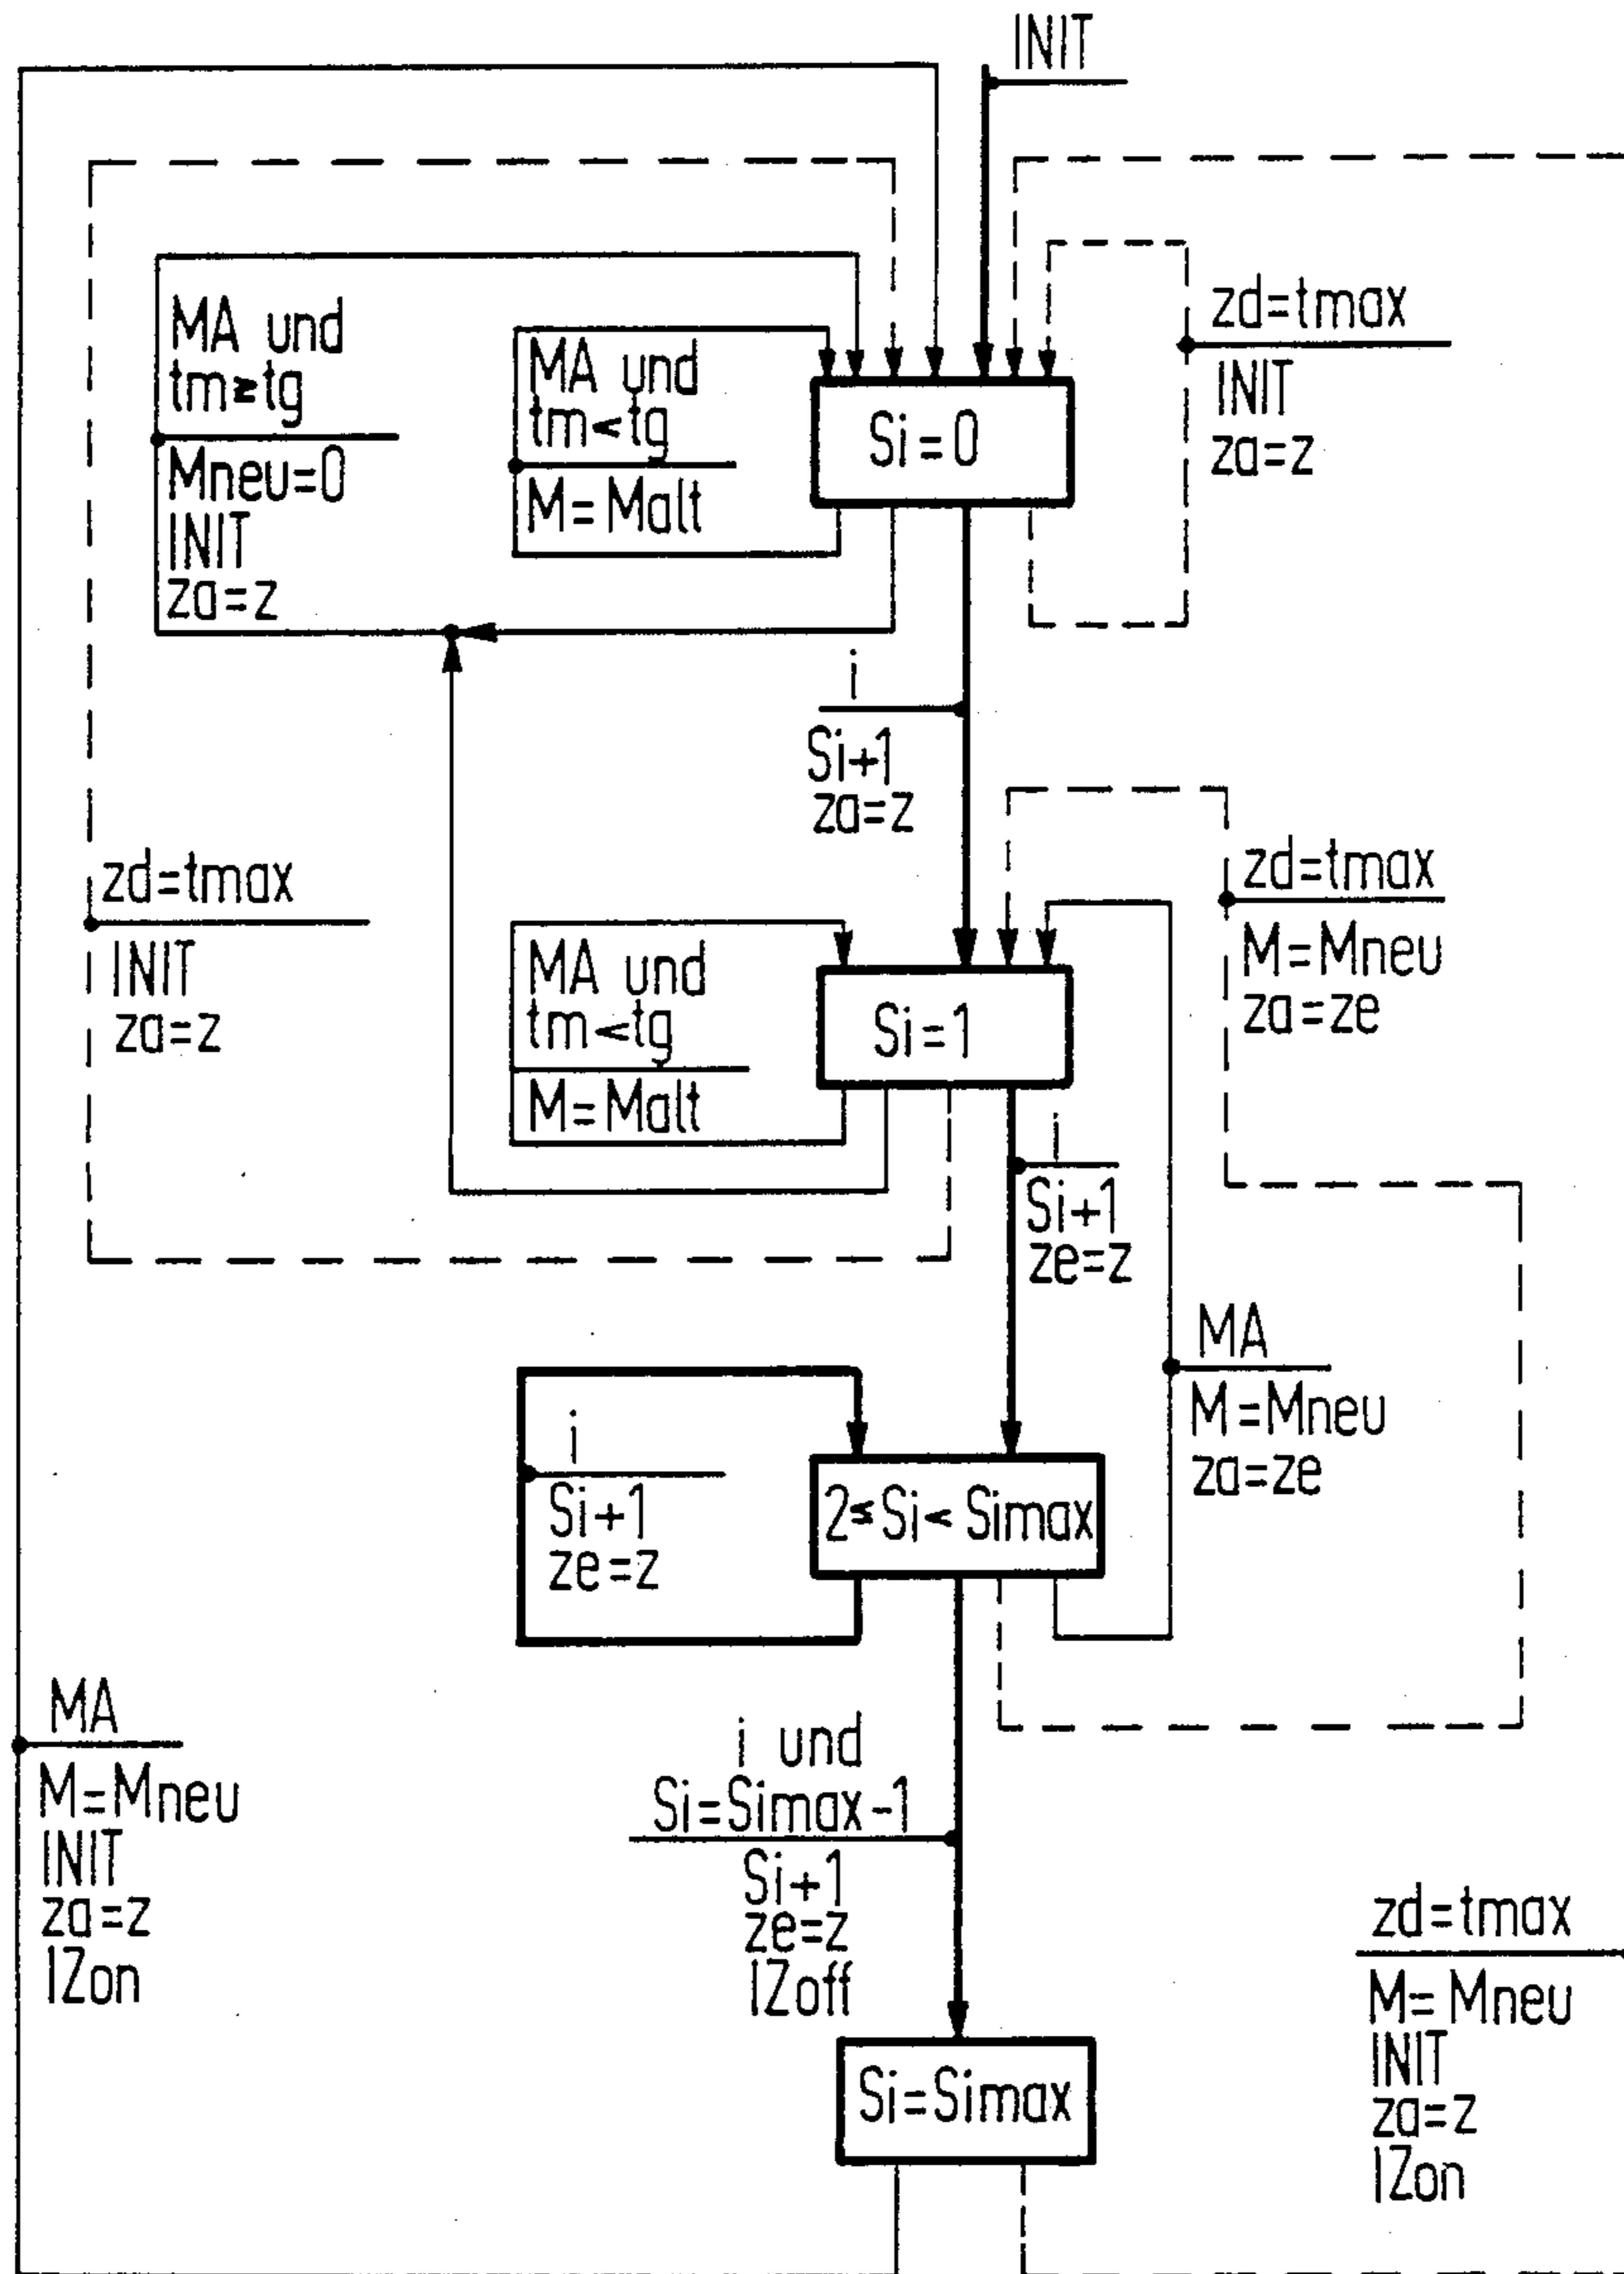 INIT
MA und
tm≥tg
Mneu=0
INIT
za=z
MA und
tm<tg
M=Malt
Si=0
zd=tmax
INIT
za=z
i
Si+1
za=z
zd=tmax
INIT
za=z
MA und
tm<tg
M=Malt
Si=1
zd=tmax
M=Mneu
za=ze
i
Si+1
ze=z
MA
M=Mneu
za=ze
i
Si+1
ze=z
2≤Si<Simax
MA
M=Mneu
INIT
za=z
IZon
i und
Si=Simax-1
Si+1
ze=z
IZoff
zd=tmax
M=Mneu
INIT
za=z
IZon
Si=Simax